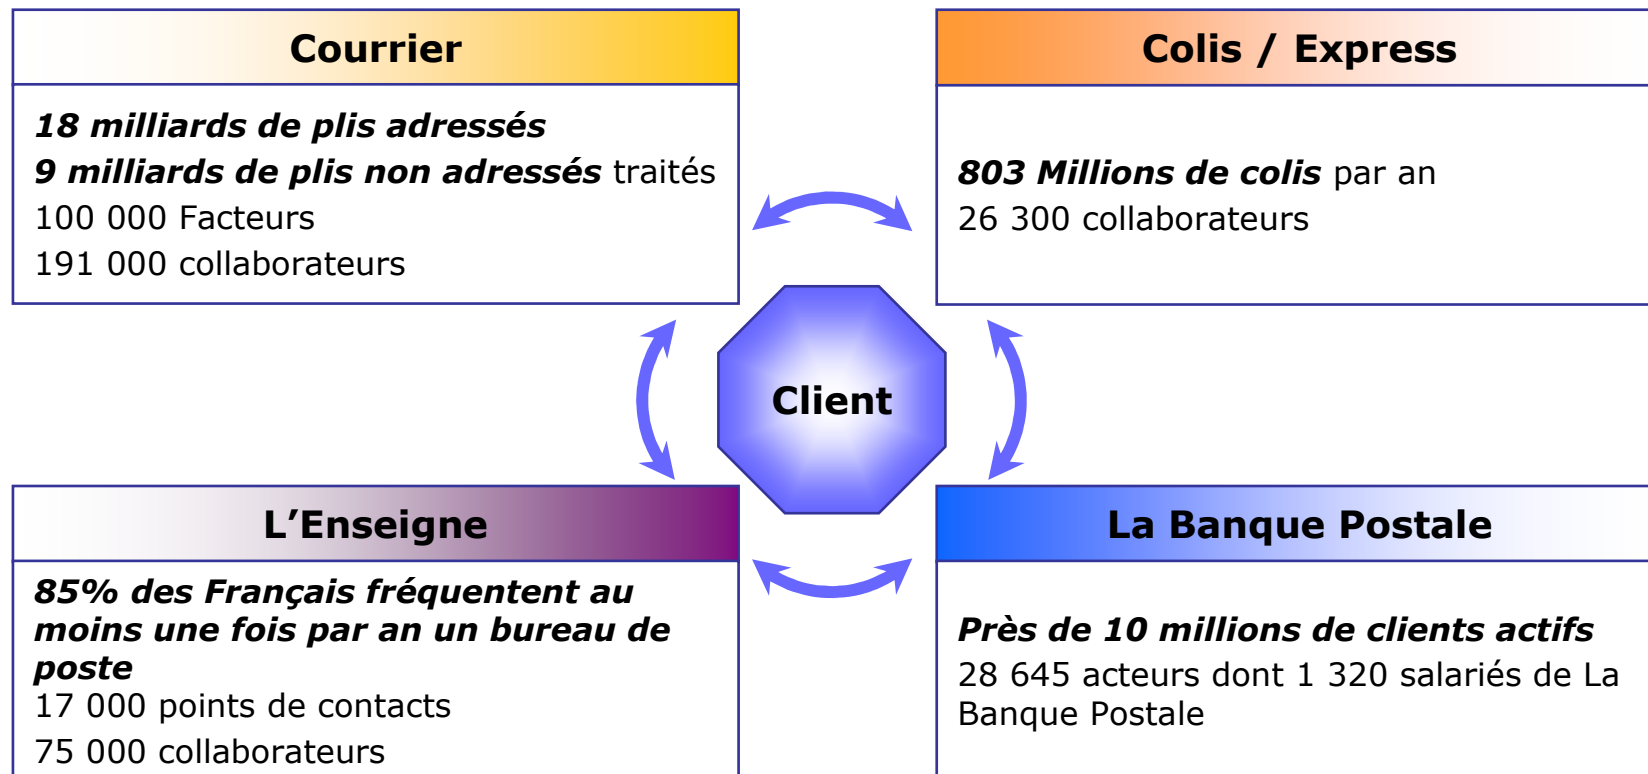 Courrier
18 milliards de plis adressés
9 milliards de plis non adressés traités
100 000 Facteurs
191 000 collaborateurs
Colis / Express
803 Millions de colis par an
26 300 collaborateurs
Client
L’Enseigne
85% des Français fréquentent au
moins une fois par an un bureau de
poste
17 000 points de contacts
75 000 collaborateurs
La Banque Postale
Près de 10 millions de clients actifs
28 645 acteurs dont 1 320 salariés de La
Banque Postale